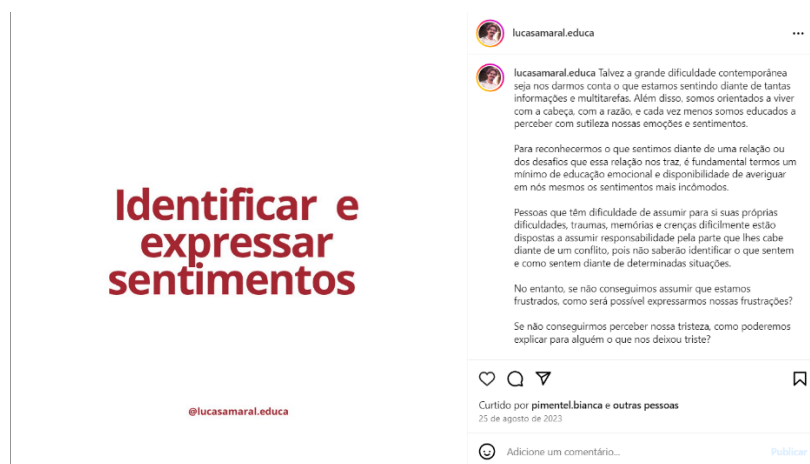 Identificar e
expressar
sentimentos
@lucasamaral.educa
lucasamaral.educa
lucasamaral.educa Talvez a grande dificuldade contemporânea
seja nos darmos conta o que estamos sentindo diante de tantas
informações e multitarefas. Além disso, somos orientados a viver
com a cabeça, com a razão, e cada vez menos somos educados a
perceber com sutileza nossas emoções e sentimentos.
Para reconhecermos o que sentimos diante de uma relação ou
dos desafios que essa relação nos traz, é fundamental termos um
mínimo de educação emocional e disponibilidade de averiguar
em nós mesmos os sentimentos mais incômodos.
Pessoas que têm dificuldade de assumir para si suas próprias
dificuldades, traumas, memórias e crenças dificilmente estão
dispostas a assumir responsabilidade pela parte que lhes cabe
diante de um conflito, pois não saberão identificar o que sentem
e como sentem diante de determinadas situações.
No entanto, se não conseguimos assumir que estamos
frustrados, como será possível expressarmos nossas frustrações?
Se não conseguirmos perceber nossa tristeza, como poderemos
explicar para alguém o que nos deixou triste?
Curtido por pimentel.bianca e outras pessoas
25 de agosto de 2023
Adicione um comentário...
Publicar